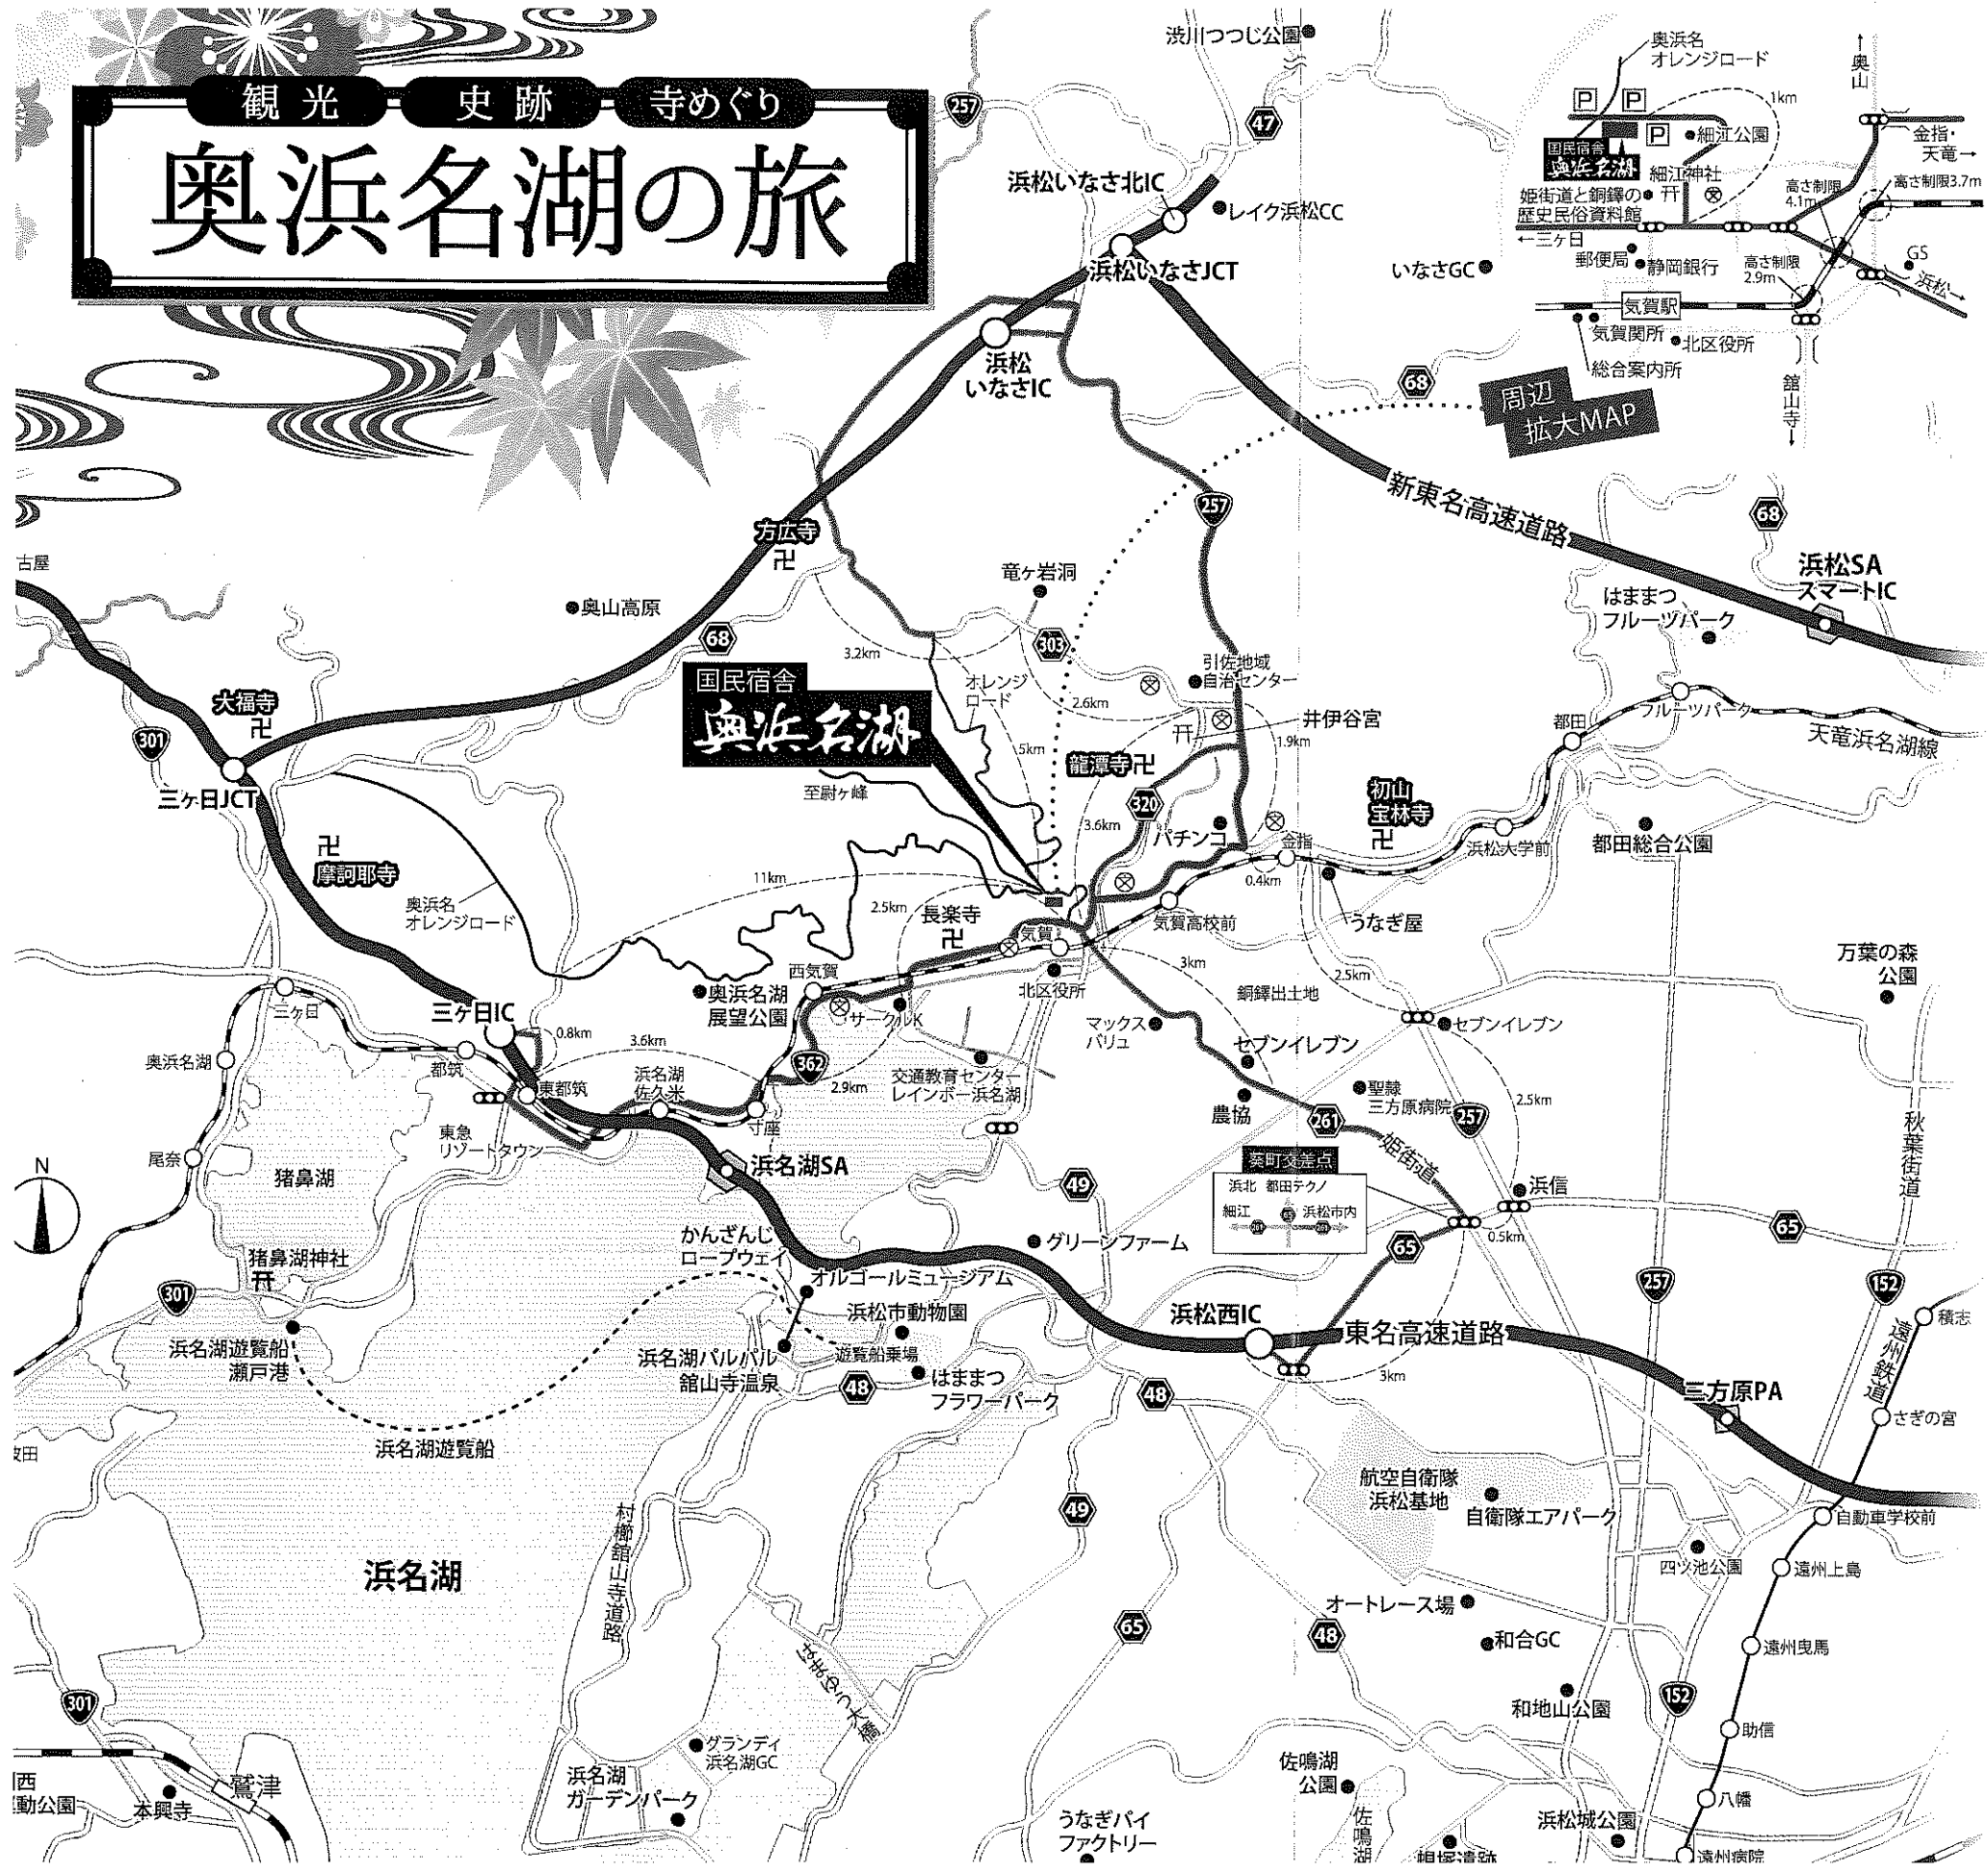 観光
史跡
寺めぐり
奥浜名湖の旅
渋川つつじ公園
257
47
浜松いなさ北IC
レイク浜松CC
浜松いなさJCT
いなさGC
浜松
いなさIC
68
奥浜名
オレンジロード
←奥山
1km
P
P
P
細江公園
国民宿舎
奥浜名湖
細江神社
金指・
天竜→
高さ制限
4.1m
高さ制限3.7m
姫街道と銅鐸の
歴史民俗資料館
←三ケ日
郵便局
静岡銀行
高さ制限
2.9m
GS
浜松→
気賀駅
気賀関所
北区役所
総合案内所
舘山寺→
周辺
拡大MAP
257
新東名高速道路
68
浜松SA
スマートIC
はままつ
フルーツパーク
古屋
方広寺
卍
奥山高原
68
竜ヶ岩洞
3.2km
303
引佐地域
自治センター
国民宿舎
奥浜名湖
オレンジ
ロード
2.6km
井伊谷宮
1.9km
5km
龍潭寺卍
大福寺
卍
301
三ヶ日JCT
至尉ヶ峰
320
3.6km
パチンコ
初山
宝林寺
卍
都田
フルーツパーク
天竜浜名湖線
浜松大学前
都田総合公園
金指
0.4km
うなぎ屋
卍
摩訶耶寺
奥浜名
オレンジロード
11km
2.5km
長楽寺
卍
気賀
気賀高校前
3km
2.5km
万葉の森
公園
西気賀
奥浜名湖
展望公園
サークルK
北区役所
銅鐸出土地
マックス
バリュ
セブンイレブン
セブンイレブン
三ヶ日
三ヶ日IC
0.8km
3.6km
奥浜名湖
都筑
東都筑
浜名湖
佐久米
362
2.9km
交通教育センター
レインボー浜名湖
農協
聖隷
三方原病院
257
2.5km
261
姫街道
寸座
東急
リゾートタウン
尾奈
N
猪鼻湖
浜名湖SA
49
葵町交差点
浜北 都田テクノ
細江
浜松市内
浜信
65
0.5km
65
秋葉街道
猪鼻湖神社
301
かんざんじ
ロープウェイ
オルゴールミュージアム
グリーンファーム
257
152
積志
浜松市動物園
浜松西IC
東名高速道路
浜名湖遊覧船
瀬戸港
浜名湖パルパル
舘山寺温泉
遊覧船乗場
はままつ
フラワーパーク
48
48
3km
三方原PA
遠州鉄道
さぎの宮
浜名湖遊覧船
航空自衛隊
浜松基地
自衛隊エアパーク
自動車学校前
49
四ツ池公園
遠州上島
浜名湖
村櫛舘山寺道路
オートレース場
65
48
和合GC
遠州曳馬
和地山公園
152
助信
301
グランディ
浜名湖GC
浜名湖
ガーデンパーク
佐鳴湖
公園
八幡
鷲津
本興寺
動公園
うなぎパイ
ファクトリー
佐鳴湖
浜松城公園
遠州病院